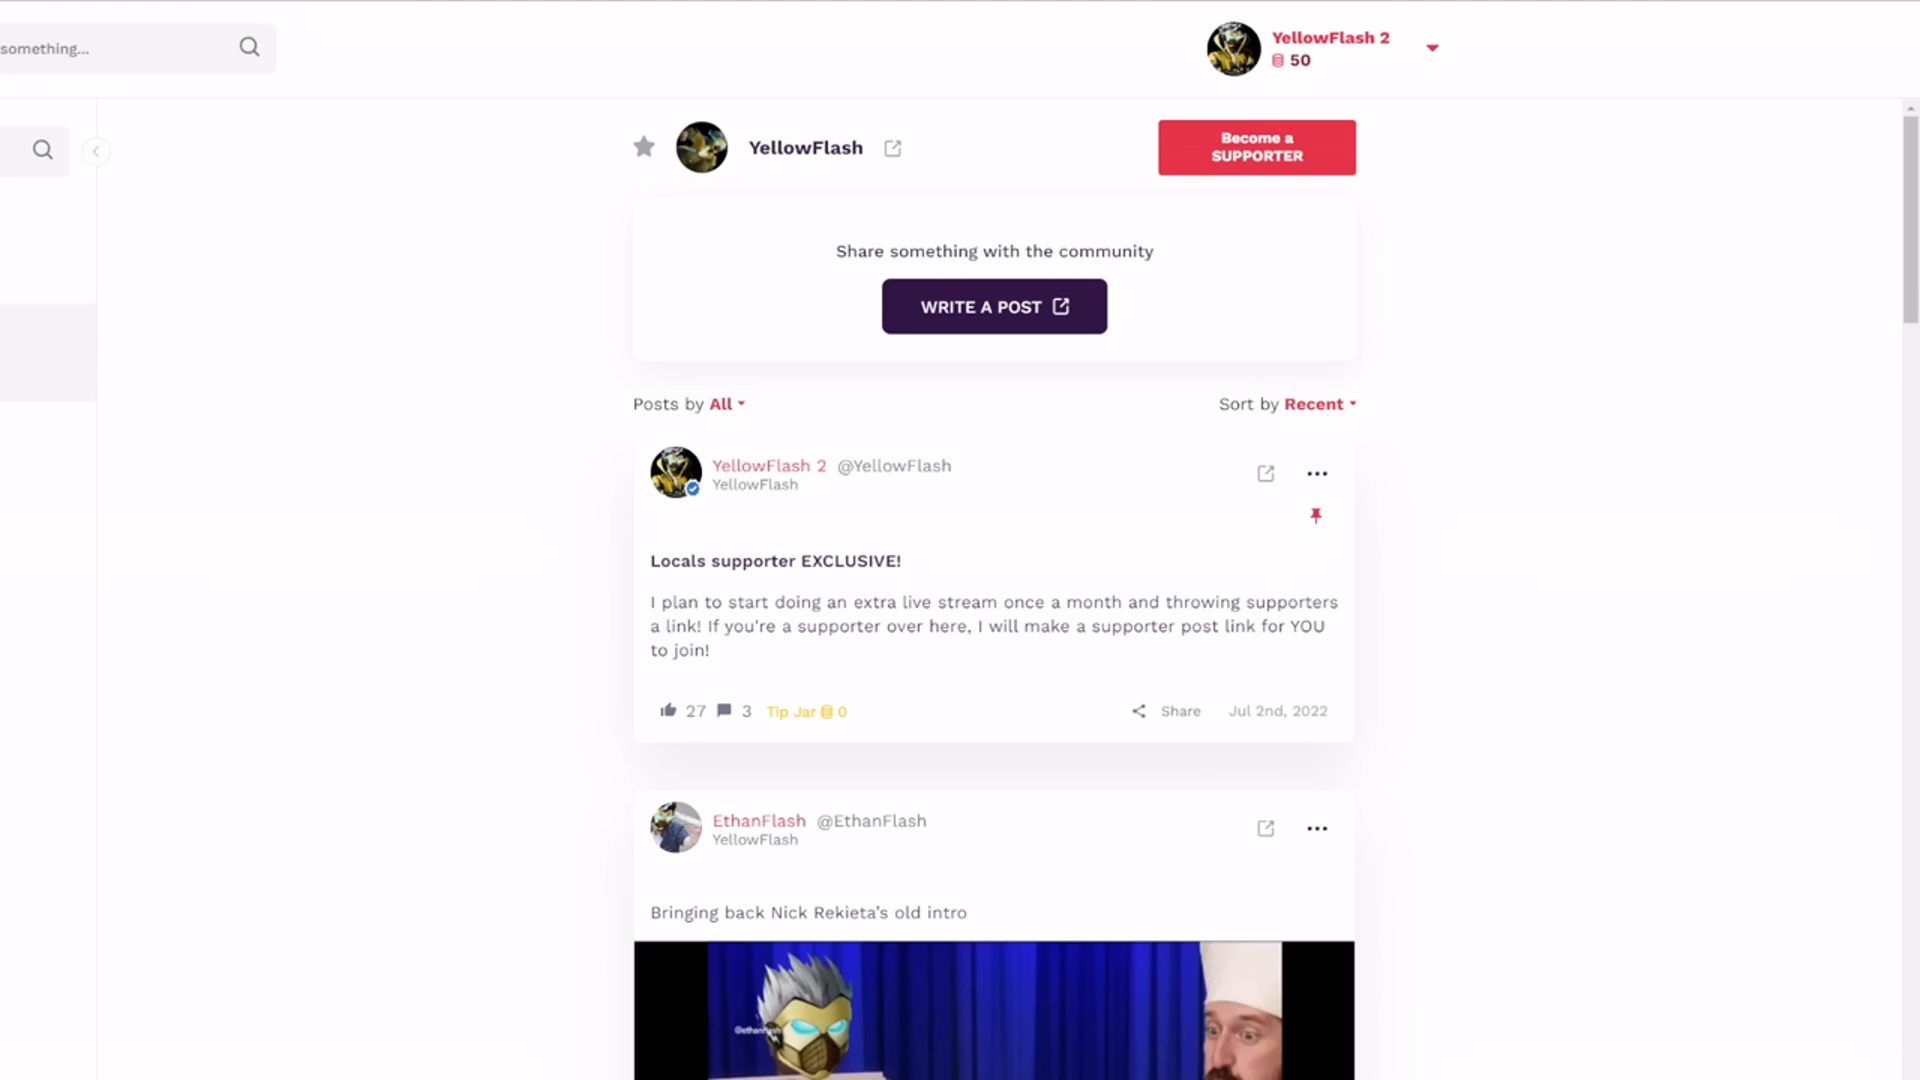 something...
YellowFlash 2
50
YellowFlash
Become a
SUPPORTER
Share something with the community
WRITE A POST
Posts by All
Sort by Recent
YellowFlash 2 @YellowFlash
YellowFlash
Locals supporter EXCLUSIVE!
I plan to start doing an extra live stream once a month and throwing supporters
a link! If you're a supporter over here, I will make a supporter post link for YOU
to join!
27 3 Tip Jar 0
Share Jul 2nd, 2022
EthanFlash @EthanFlash
YellowFlash
Bringing back Nick Rekieta’s old intro
@ethanflash